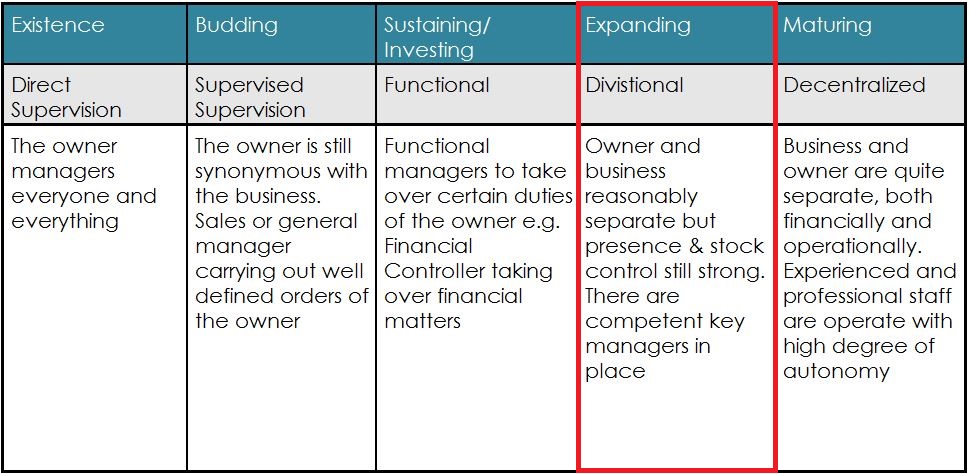 Existence
Budding
Sustaining/
Investing
Expanding
Maturing
Direct
Supervision
Supervised
Supervision
Functional
Divistional
Decentralized
The owner
managers
everyone and
everything
The owner is still
synonymous with
the business.
Sales or general
manager
carrying out well
defined orders of
the owner
Functional
managers to take
over certain duties
of the owner e.g.
Financial
Controller taking
over financial
matters
Owner and
business
reasonably
separate but
presence & stock
control still strong.
There are
competent key
managers in
place
Business and
owner are quite
separate, both
financially and
operationally.
Experienced and
professional staff
are operate with
high degree of
autonomy